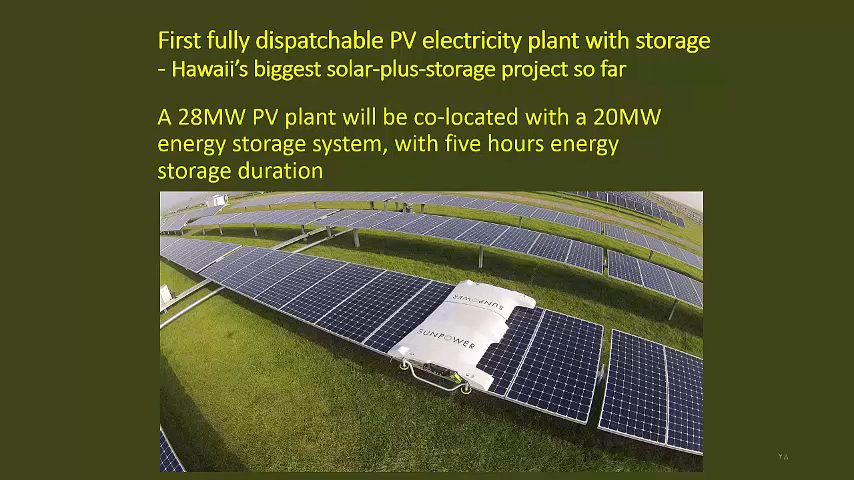 First fully dispatchable PV electricity plant with storage
- Hawaii's biggest solar-plus-storage project so far
A 28MW PV plant will be co-located with a 20MW
energy storage system, with five hours energy
storage duration
SUNPOWER
SUNPOWER
٢٨